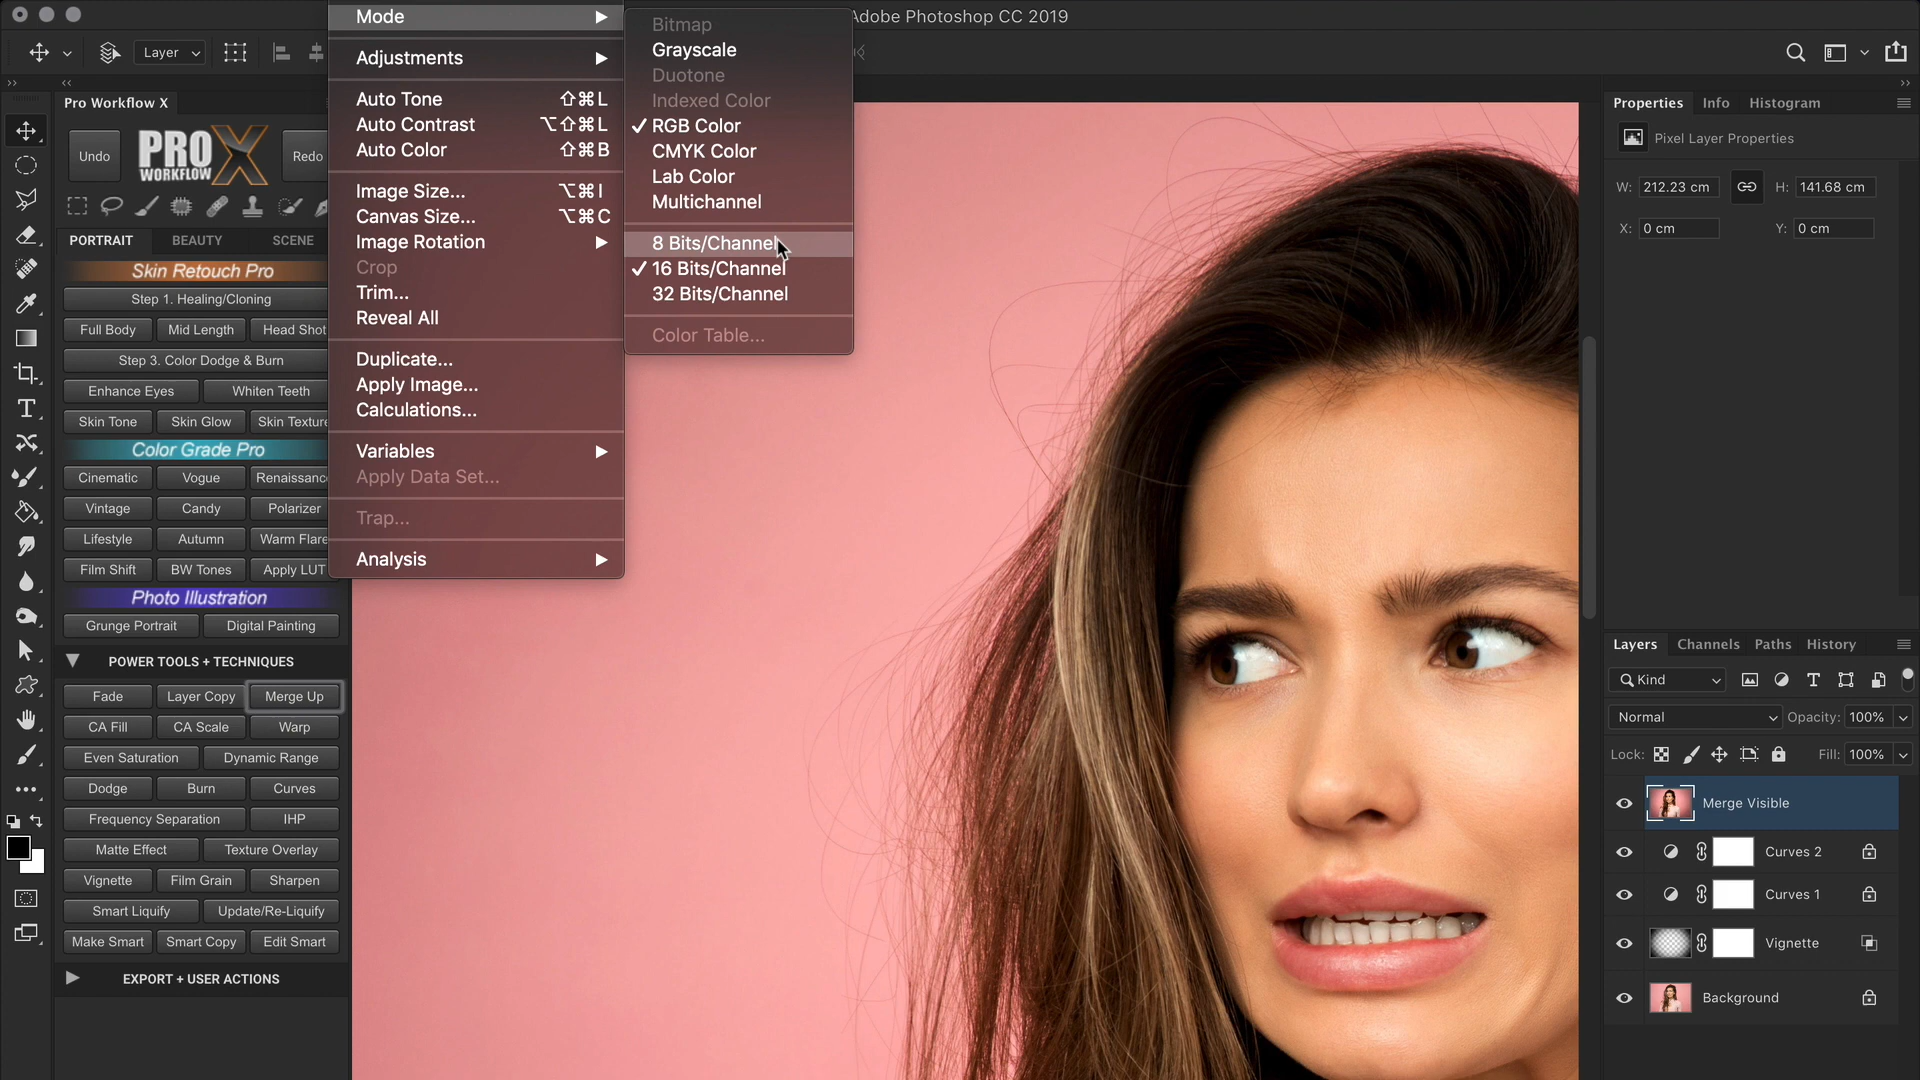 Adobe Photoshop CC 2019
Layer
Pro Workflow X
Undo
PRO X
WORKFLOW
Redo
PORTRAIT
BEAUTY
SCENE
Skin Retouch Pro
Step 1. Healing/Cloning
Full Body
Mid Length
Head Shot
Step 3. Color Dodge & Burn
Enhance Eyes
Whiten Teeth
Skin Tone
Skin Glow
Skin Texture
Color Grade Pro
Cinematic
Vogue
Renaissanc
Vintage
Candy
Polarizer
Lifestyle
Autumn
Warm Flare
Film Shift
BW Tones
Apply LUT
Photo Illustration
Grunge Portrait
Digital Painting
POWER TOOLS + TECHNIQUES
Fade
Layer Copy
Merge Up
CA Fill
CA Scale
Warp
Even Saturation
Dynamic Range
Dodge
Burn
Curves
Frequency Separation
IHP
Matte Effect
Texture Overlay
Vignette
Film Grain
Sharpen
Smart Liquify
Update/Re-Liquify
Make Smart
Smart Copy
Edit Smart
EXPORT + USER ACTIONS
Mode
Adjustments
Auto Tone ⇧⌘L
Auto Contrast ⌥⇧⌘L
Auto Color ⇧⌘B
Image Size... ⌥⌘I
Canvas Size... ⌥⌘C
Image Rotation
Crop
Trim...
Reveal All
Duplicate...
Apply Image...
Calculations...
Variables
Apply Data Set...
Trap...
Analysis
Bitmap
Grayscale
Duotone
Indexed Color
✓ RGB Color
CMYK Color
Lab Color
Multichannel
8 Bits/Channel
✓ 16 Bits/Channel
32 Bits/Channel
Color Table...
Properties
Info
Histogram
Pixel Layer Properties
W: 212.23 cm
H: 141.68 cm
X: 0 cm
Y: 0 cm
Layers
Channels
Paths
History
Kind
Normal
Opacity: 100%
Lock:
Fill: 100%
Merge Visible
Curves 2
Curves 1
Vignette
Background